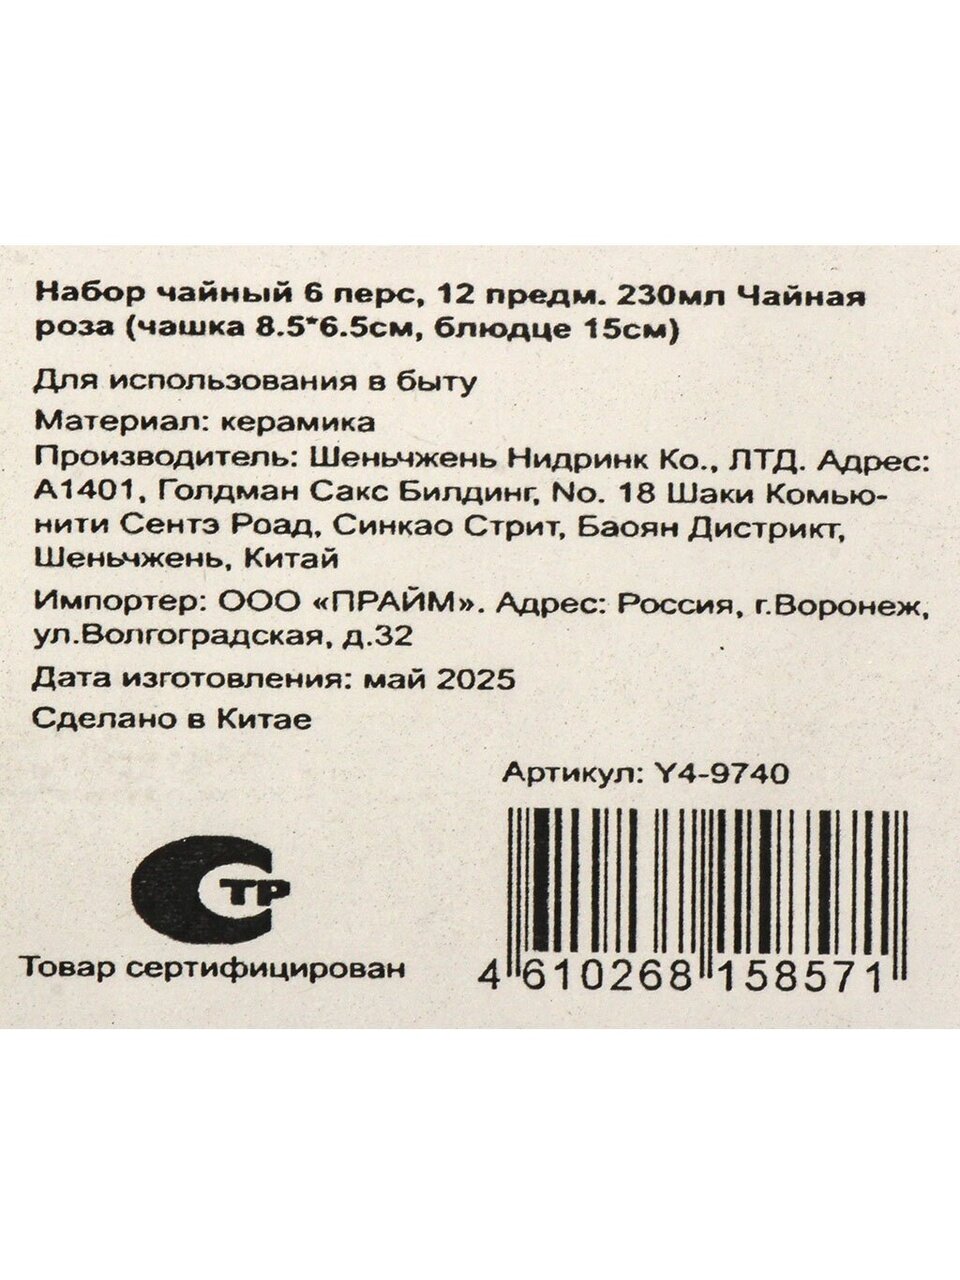 Набор чайный 6 перс, 12 предм. 230мл Чайная
роза (чашка 8.5*6.5см, блюдце 15см)
Для использования в быту
Материал: керамика
Производитель: Шеньчжень Нидринк Ко., ЛТД. Адрес:
А1401, Голдман Сакс Билдинг, No. 18 Шаки Комью-
нити Сентэ Роад, Синкао Стрит, Баоян Дистрикт,
Шеньчжень, Китай
Импортер: ООО «ПРАЙМ». Адрес: Россия, г.Воронеж,
ул.Волгоградская, д.32
Дата изготовления: май 2025
Сделано в Китае
Артикул: Y4-9740
СТР
Товар сертифицирован
4 610268 158571